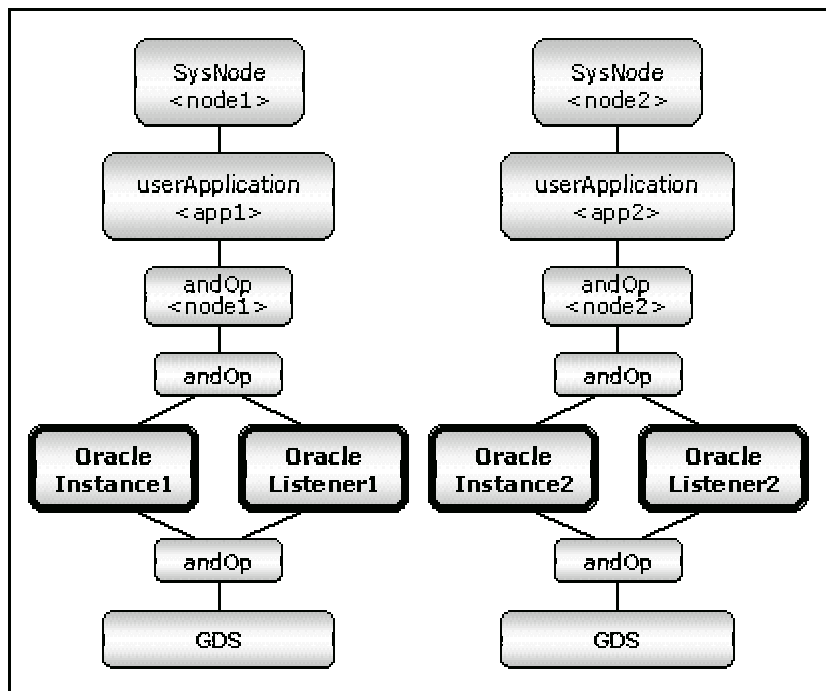 SysNode
<node1>
userApplication
<app1>
andOp
<node1>
andOp
Oracle
Instance1
Oracle
Listener1
andOp
GDS
SysNode
<node2>
userApplication
<app2>
andOp
<node2>
andOp
Oracle
Instance2
Oracle
Listener2
andOp
GDS